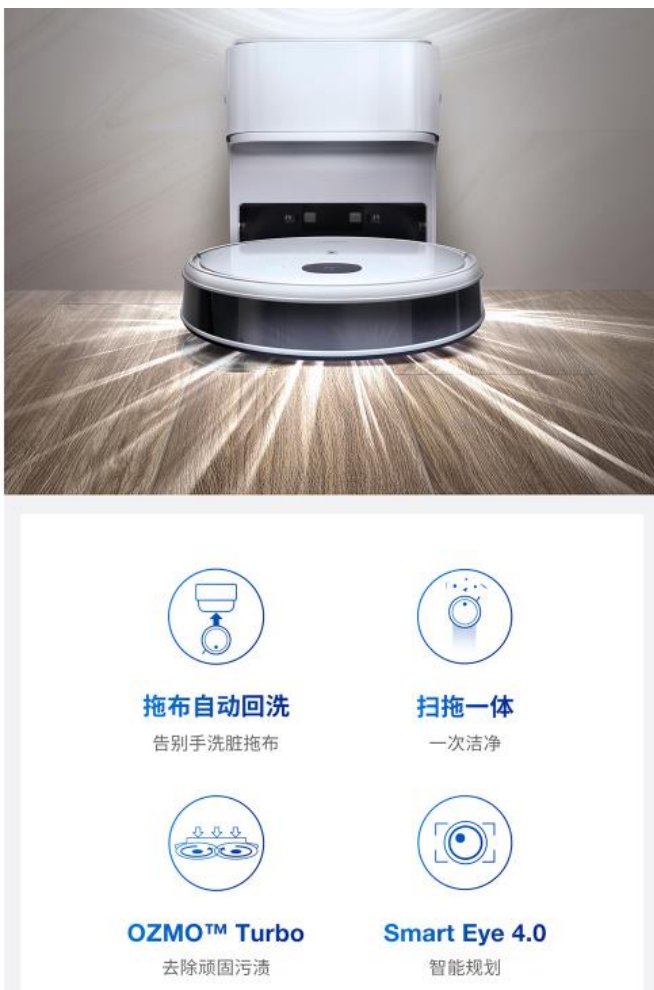 拖布自动回洗
扫拖一体
告别手洗脏拖布
一次洁净
OZMO™ Turbo
Smart Eye 4.0
去除顽固污渍
智能规划